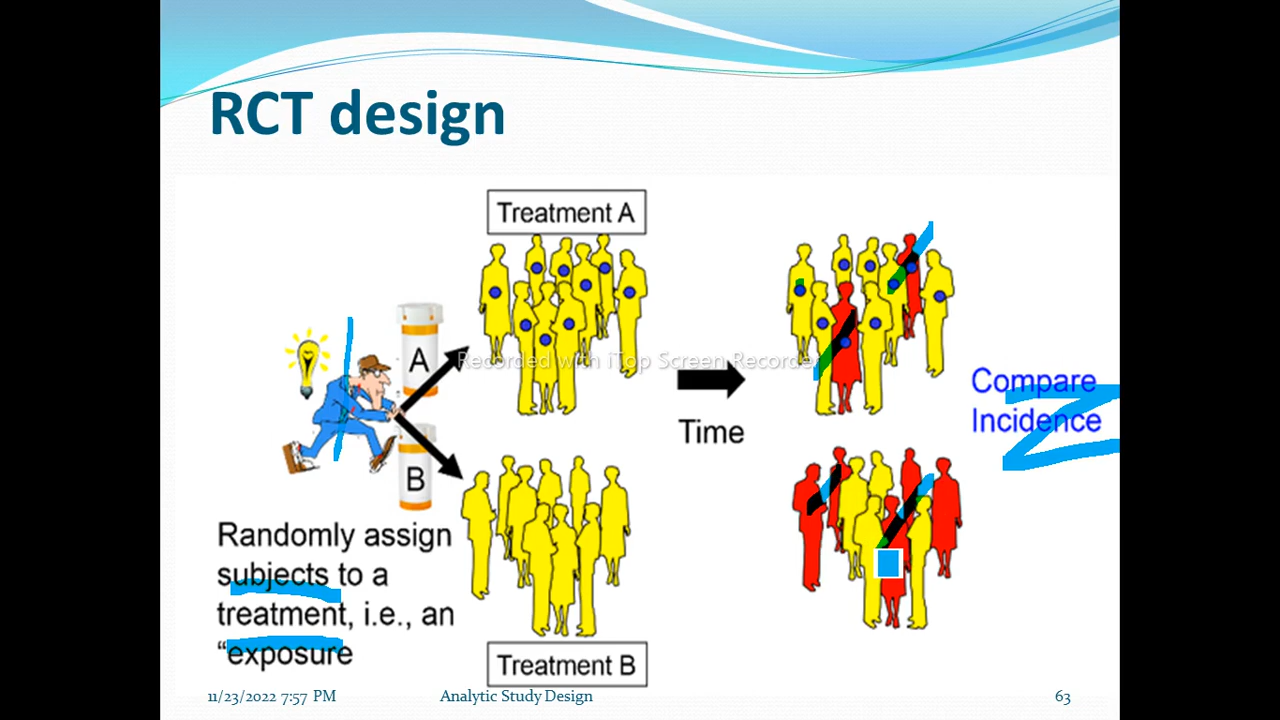 RCT design
Treatment A
A
Recorded with iTop Screen Recorder
Compare
Incidence
Time
B
Randomly assign
subjects to a
treatment, i.e., an
“exposure
Treatment B
11/23/2022 7:57 PM
Analytic Study Design
63